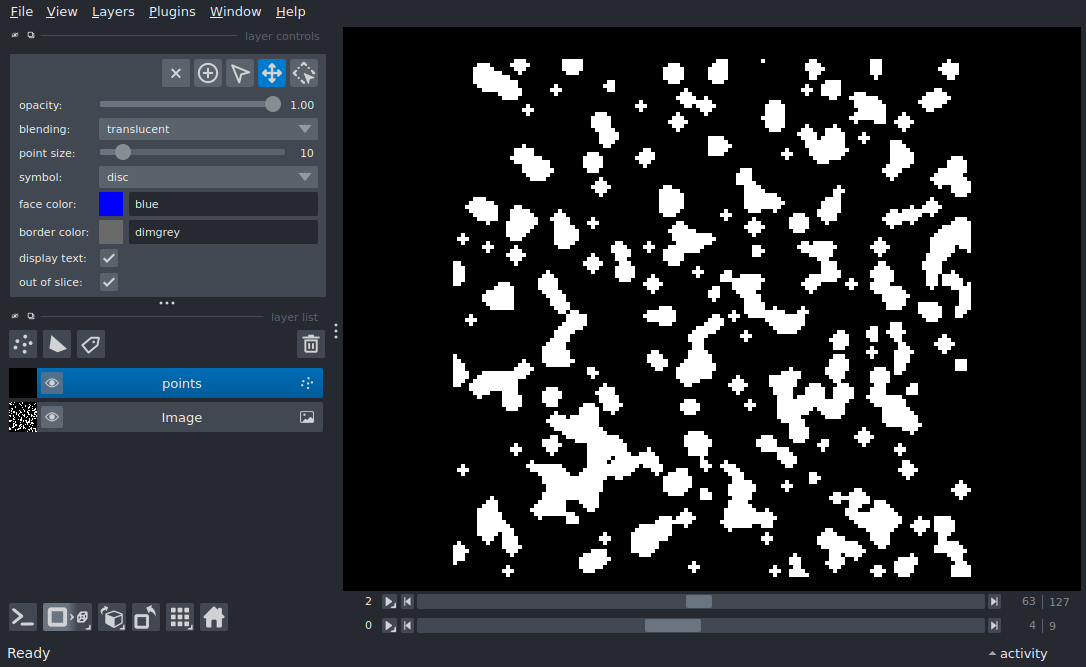 File View Layers Plugins Window Help
layer controls
opacity: 1.00
blending: translucent
point size: 10
symbol: disc
face color: blue
border color: dimgrey
display text:
out of slice:
layer list
points
Image
2 63 | 127
0 4 | 9
Ready activity